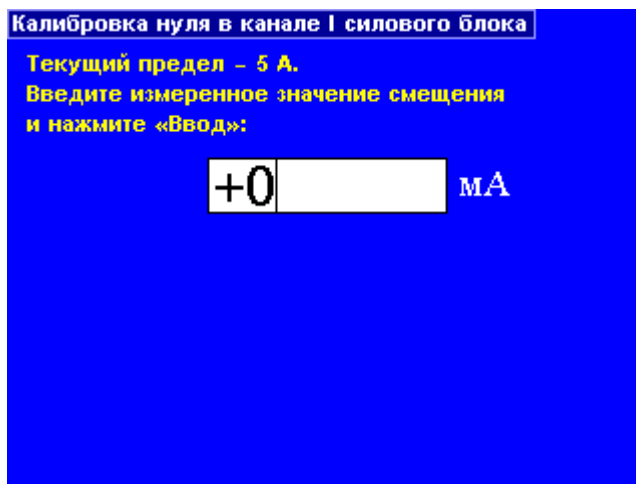 Калибровка нуля в канале I силового блока
Текущий предел – 5 А.
Введите измеренное значение смещения
и нажмите «Ввод»:
+0 мА